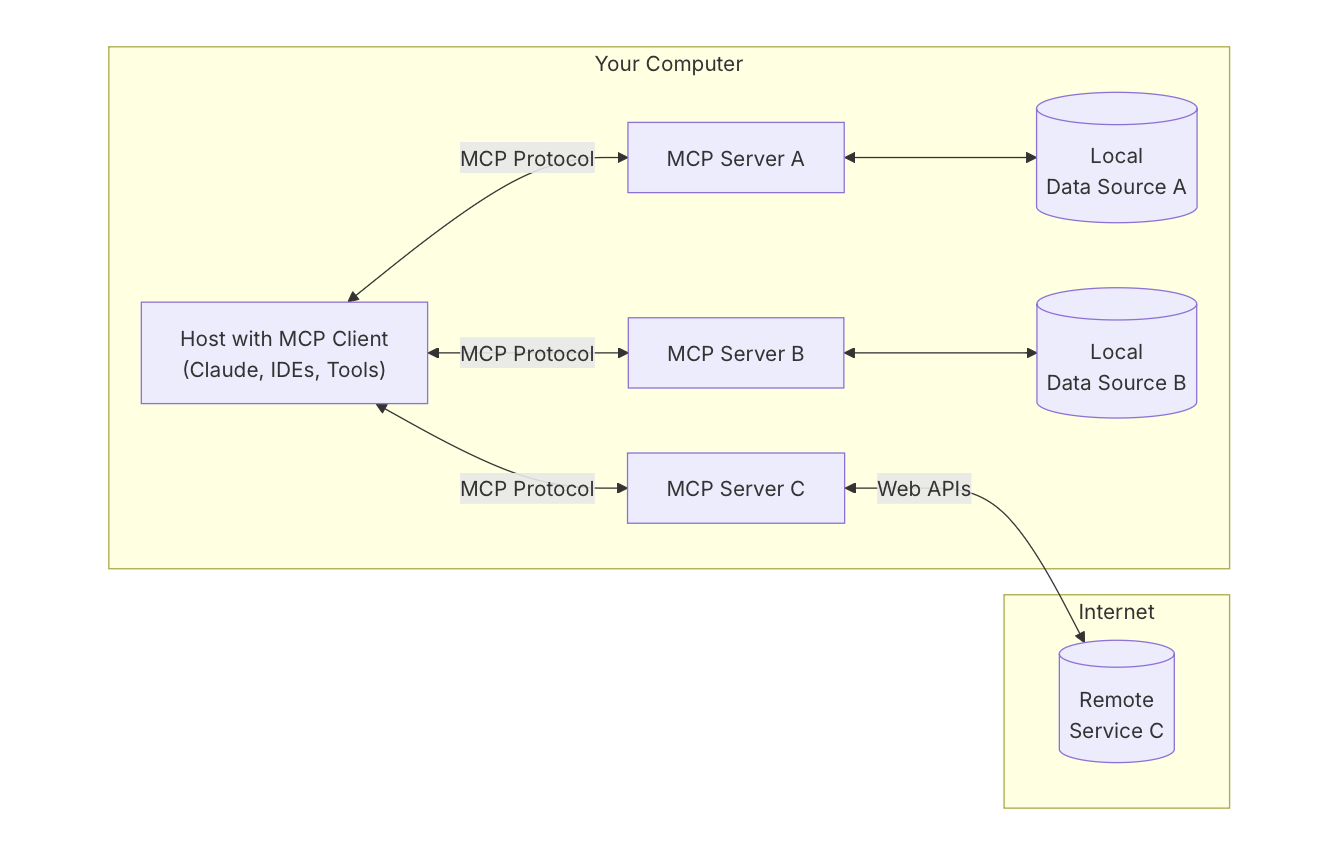 Your Computer
MCP Protocol
MCP Server A
Local
Data Source A
Host with MCP Client
(Claude, IDEs, Tools)
MCP Protocol
MCP Server B
Local
Data Source B
MCP Protocol
MCP Server C
Web APIs
Internet
Remote
Service C